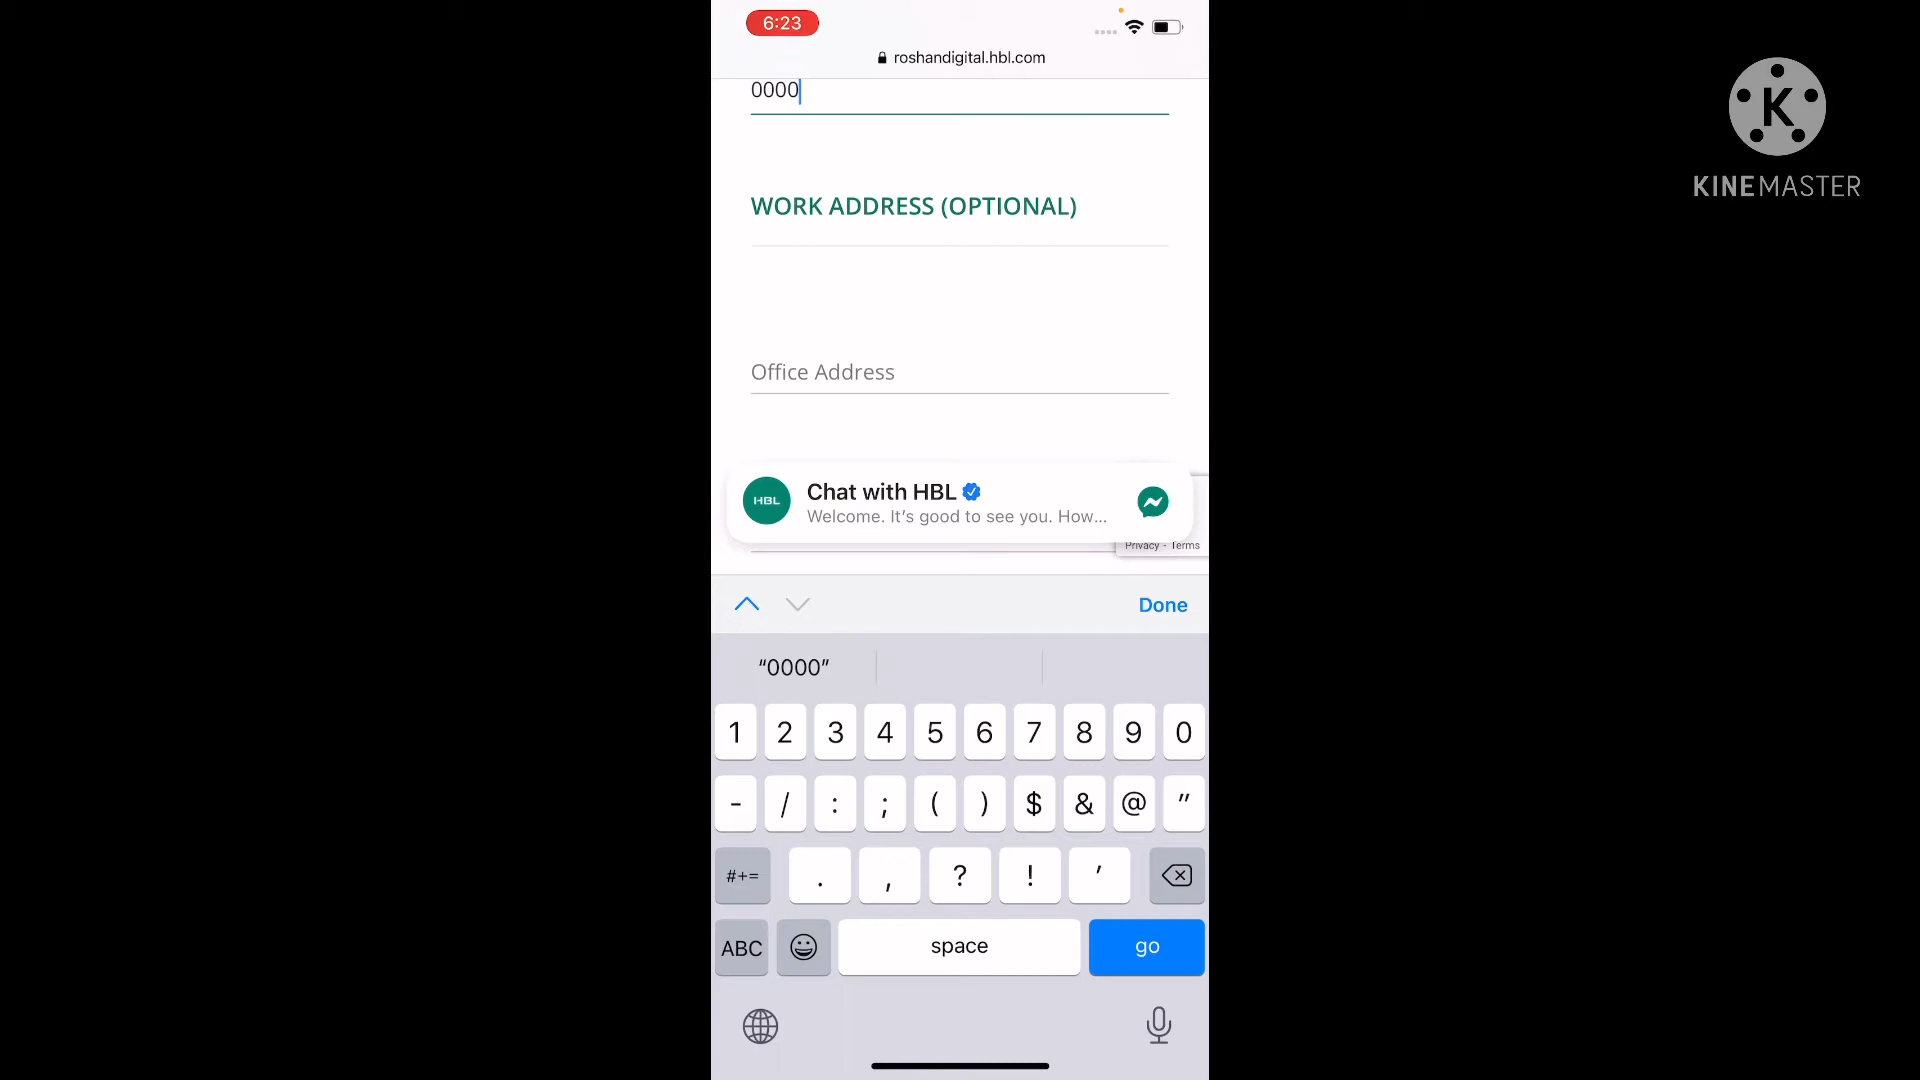 6:23
roshandigital.hbl.com
0000
WORK ADDRESS (OPTIONAL)
Office Address
HBL
Chat with HBL
Welcome. It's good to see you. How...
Privacy - Terms
Done
“0000”
1 2 3 4 5 6 7 8 9 0
- / : ; ( ) $ & @ "
#+= . , ? ! '
ABC space go
K
KINEMASTER